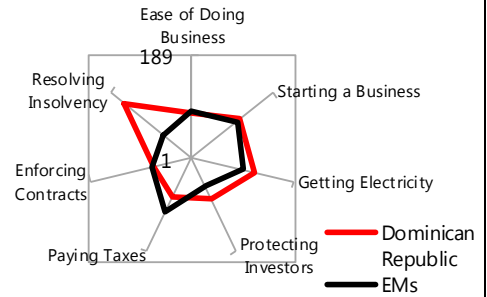 Ease of Doing
Business
189
Resolving
Insolvency
Starting a Business
1
Enforcing
Contracts
Getting Electricity
Paying Taxes
Protecting
Investors
Dominican
Republic
EMs